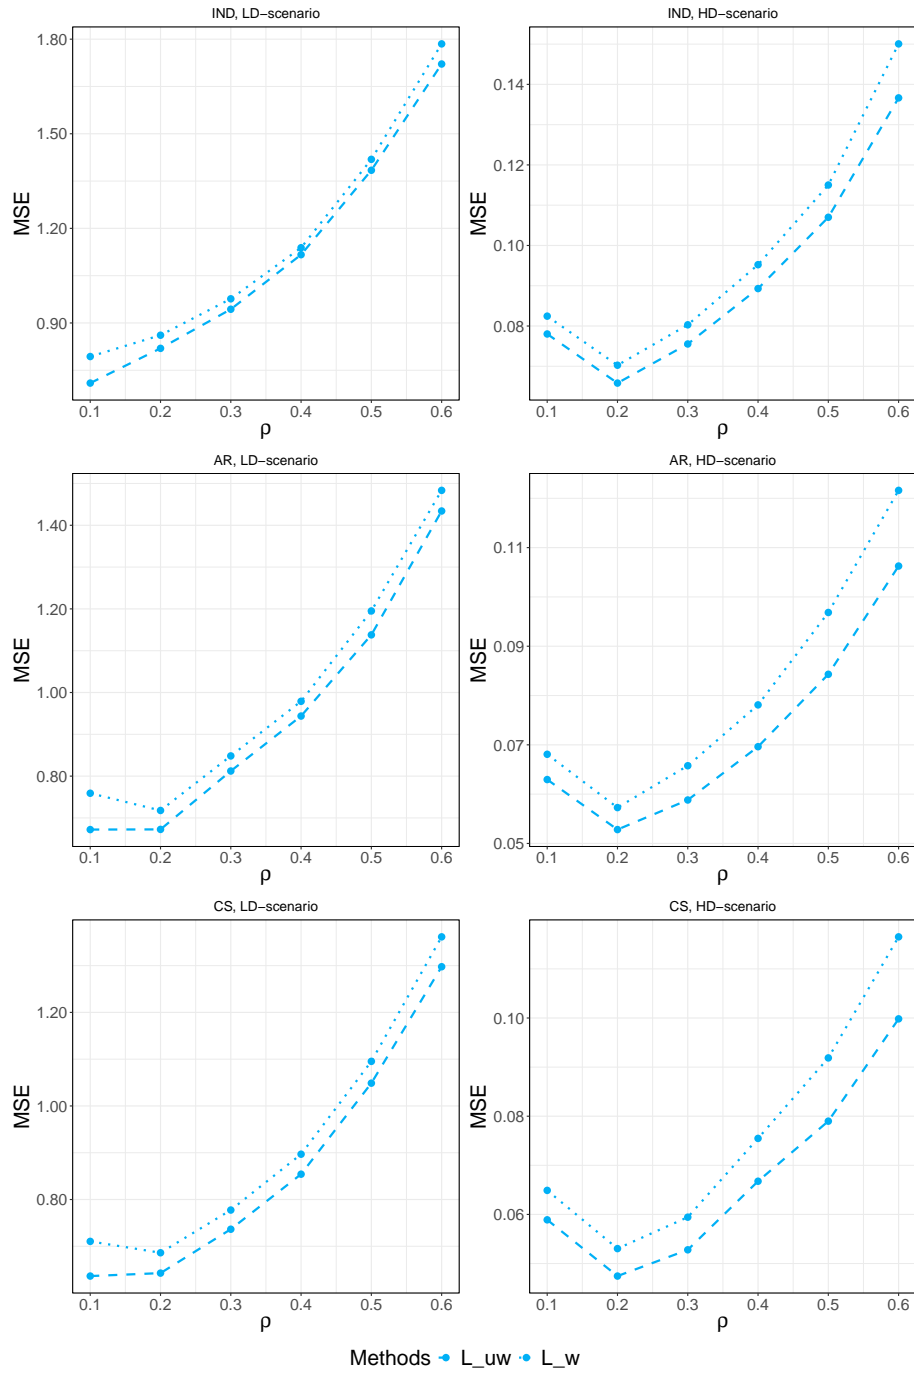 IND, LD−scenario
MSE
1.80
1.50
1.20
0.90
0.1 0.2 0.3 0.4 0.5 0.6
ρ
IND, HD−scenario
MSE
0.14
0.12
0.10
0.08
0.1 0.2 0.3 0.4 0.5 0.6
ρ
AR, LD−scenario
MSE
1.40
1.20
1.00
0.80
0.1 0.2 0.3 0.4 0.5 0.6
ρ
AR, HD−scenario
MSE
0.11
0.09
0.07
0.05
0.1 0.2 0.3 0.4 0.5 0.6
ρ
CS, LD−scenario
MSE
1.20
1.00
0.80
0.1 0.2 0.3 0.4 0.5 0.6
ρ
CS, HD−scenario
MSE
0.10
0.08
0.06
0.1 0.2 0.3 0.4 0.5 0.6
ρ
Methods L_uw L_w